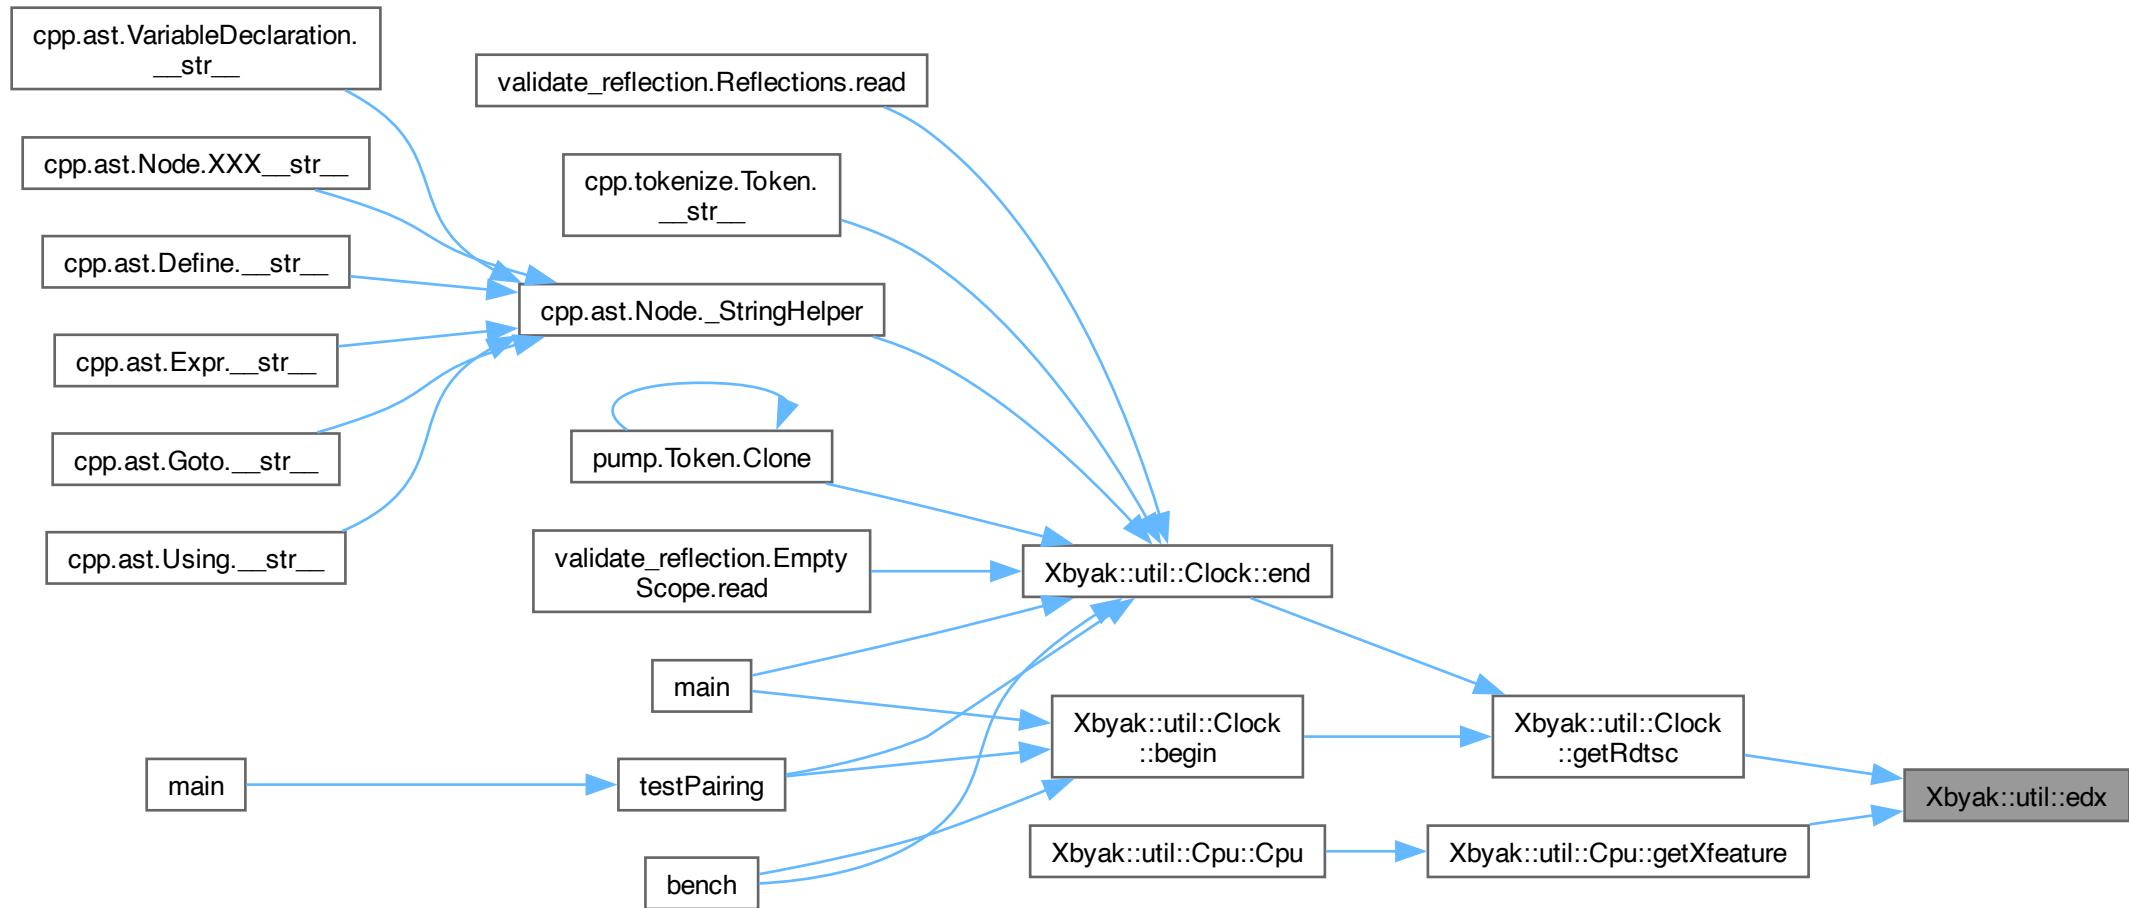 cpp.ast.VariableDeclaration.
__str__
cpp.ast.Node.XXX__str__
cpp.ast.Define.__str__
cpp.ast.Expr.__str__
cpp.ast.Goto.__str__
cpp.ast.Using.__str__
main
validate_reflection.Reflections.read
cpp.tokenize.Token.
__str__
cpp.ast.Node._StringHelper
pump.Token.Clone
validate_reflection.Empty
Scope.read
main
testPairing
bench
Xbyak::util::Clock::end
Xbyak::util::Clock
::begin
Xbyak::util::Cpu::Cpu
Xbyak::util::Clock
::getRdtsc
Xbyak::util::Cpu::getXfeature
Xbyak::util::edx